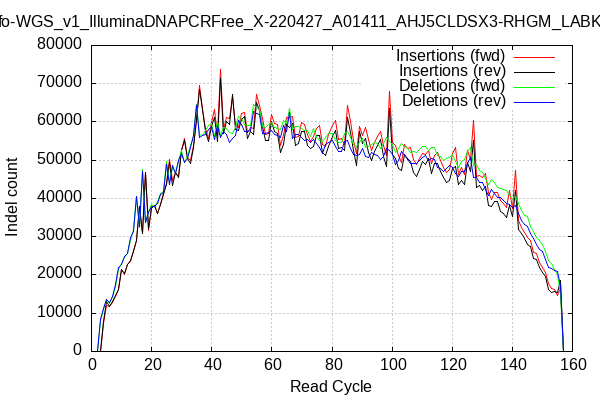 fo-WGS_v1_IlluminaDNAPCRFree_X-220427_A01411_AHJ5CLDSX3-RHGM_LABK
80000
70000
60000
50000
40000
30000
20000
10000
0
Indel count
Insertions (fwd)
Insertions (rev)
Deletions (fwd)
Deletions (rev)
0 20 40 60 80 100 120 140 160
Read Cycle